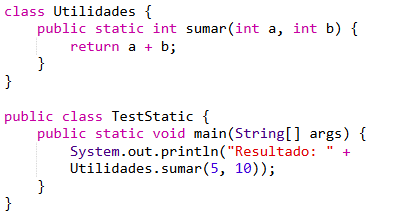 class Utilidades {
    public static int sumar(int a, int b) {
        return a + b;
    }
}

public class TestStatic {
    public static void main(String[] args) {
        System.out.println("Resultado: " +
        Utilidades.sumar(5, 10));
    }
}